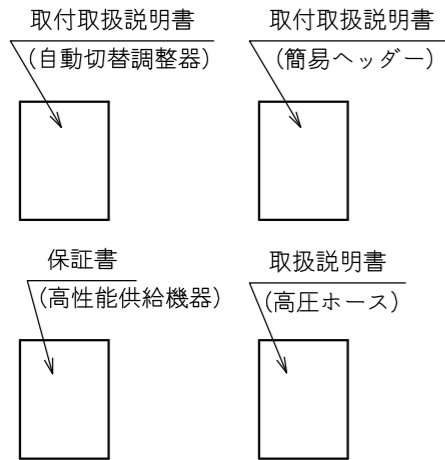 取付取扱説明書
(自動切替調整器)
取付取扱説明書
(簡易ヘッダー)
保証書
(高性能供給機器)
取扱説明書
(高圧ホース)